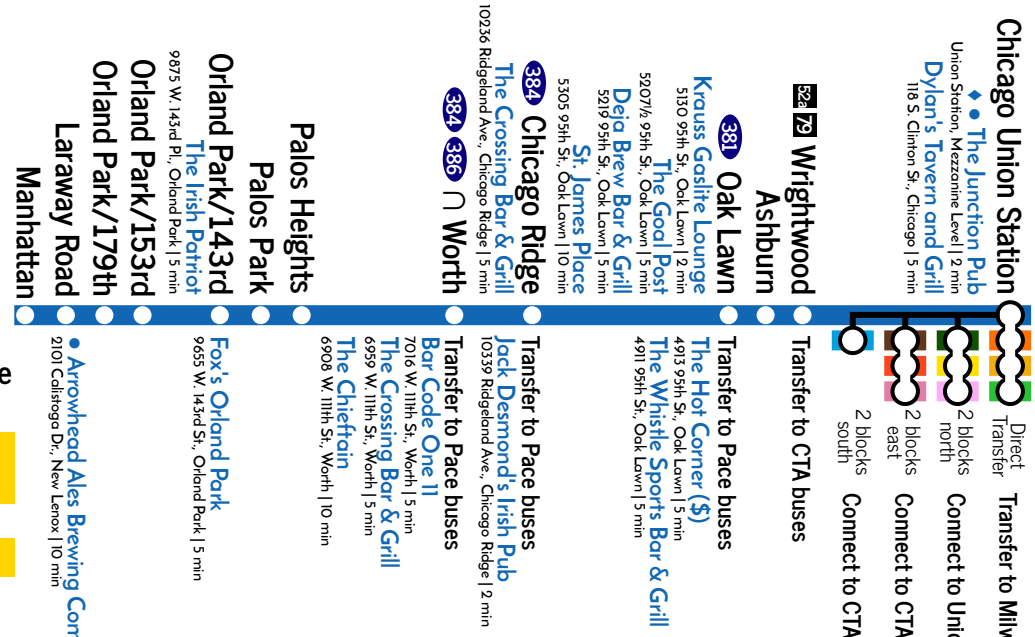 Chicago Union Station
◆ ● The Junction Pub
Union Station, Mezzanine Level | 2 min
Dylan's Tavern and Grill
118 S. Clinton St., Chicago | 5 min
Direct
Transfer
Transfer to Milw
2 blocks
north
Connect to Unio
2 blocks
east
Connect to CTA
2 blocks
south
Connect to CTA
52a 79 Wrightwood
Transfer to CTA buses
Ashburn
381 Oak Lawn
Transfer to Pace buses
Krauss Gaslite Lounge
5130 95th St., Oak Lawn | 2 min
The Goal Post
5207½ 95th St., Oak Lawn | 5 min
Deja Brew Bar & Grill
5219 95th St., Oak Lawn | 5 min
St. James Place
5305 95th St., Oak Lawn | 10 min
The Hot Corner ($)
4913 95th St., Oak Lawn | 5 min
The Whistle Sports Bar & Grill
4911 95th St., Oak Lawn | 5 min
384 Chicago Ridge
Transfer to Pace buses
The Crossing Bar & Grill
10236 Ridgeland Ave., Chicago Ridge | 5 min
Jack Desmond's Irish Pub
10339 Ridgeland Ave., Chicago Ridge | 2 min
384 386 ∩ Worth
Transfer to Pace buses
Bar Code One 11
7016 W. 111th St., Worth | 5 min
The Crossing Bar & Grill
6959 W. 111th St., Worth | 5 min
The Chieftain
6908 W. 111th St., Worth | 10 min
Palos Heights
Palos Park
Orland Park/143rd
The Irish Patriot
9875 W. 143rd Pl., Orland Park | 5 min
Fox's Orland Park
9655 W. 143rd St., Orland Park | 5 min
Orland Park/153rd
Orland Park/179th
Laraway Road
● Arrowhead Ales Brewing Com
2101 Calistoga Dr., New Lenox | 10 min
Manhattan
e